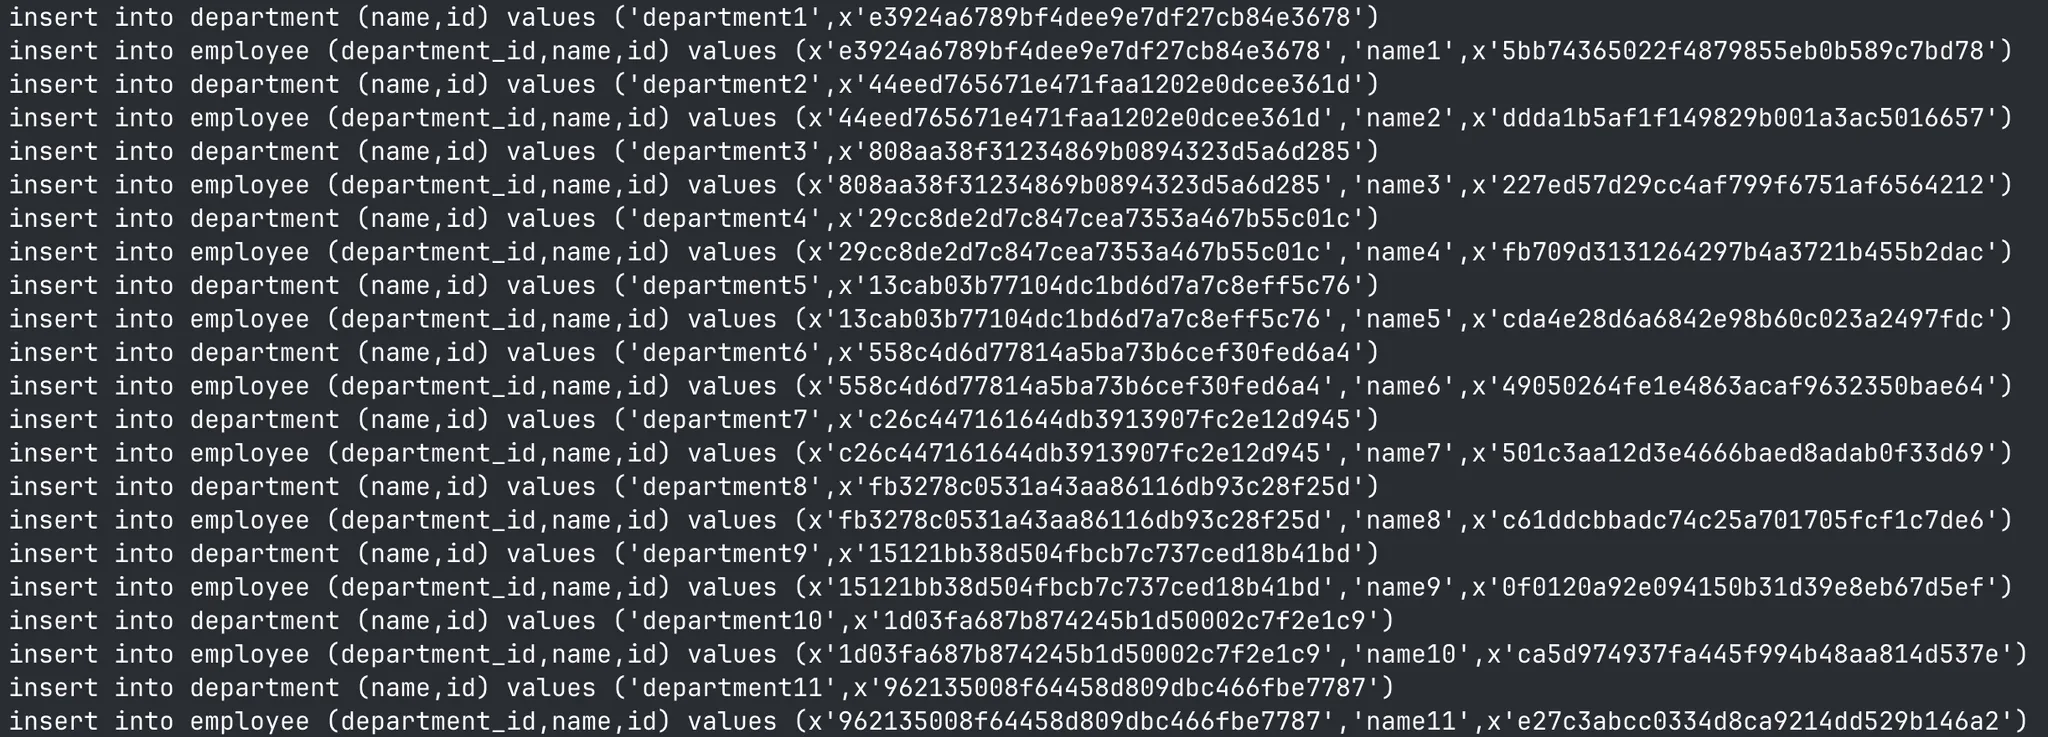 insert into department (name,id) values ('department1',x'e3924a6789bf4dee9e7df27cb84e3678')
insert into employee (department_id,name,id) values (x'e3924a6789bf4dee9e7df27cb84e3678','name1',x'5bb74365022f4879855eb0b589c7bd78')
insert into department (name,id) values ('department2',x'44eed765671e471faa1202e0dcee361d')
insert into employee (department_id,name,id) values (x'44eed765671e471faa1202e0dcee361d','name2',x'ddda1b5af1f149829b001a3ac5016657')
insert into department (name,id) values ('department3',x'808aa38f31234869b0894323d5a6d285')
insert into employee (department_id,name,id) values (x'808aa38f31234869b0894323d5a6d285','name3',x'227ed57d29cc4af799f6751af6564212')
insert into department (name,id) values ('department4',x'29cc8de2d7c847cea7353a467b55c01c')
insert into employee (department_id,name,id) values (x'29cc8de2d7c847cea7353a467b55c01c','name4',x'fb709d3131264297b4a3721b455b2dac')
insert into department (name,id) values ('department5',x'13cab03b77104dc1bd6d7a7c8eff5c76')
insert into employee (department_id,name,id) values (x'13cab03b77104dc1bd6d7a7c8eff5c76','name5',x'cda4e28d6a6842e98b60c023a2497fdc')
insert into department (name,id) values ('department6',x'558c4d6d77814a5ba73b6cef30fed6a4')
insert into employee (department_id,name,id) values (x'558c4d6d77814a5ba73b6cef30fed6a4','name6',x'49050264fe1e4863acaf9632350bae64')
insert into department (name,id) values ('department7',x'c26c447161644db3913907fc2e12d945')
insert into employee (department_id,name,id) values (x'c26c447161644db3913907fc2e12d945','name7',x'501c3aa12d3e4666baed8adab0f33d69')
insert into department (name,id) values ('department8',x'fb3278c0531a43aa86116db93c28f25d')
insert into employee (department_id,name,id) values (x'fb3278c0531a43aa86116db93c28f25d','name8',x'c61ddcbbadc74c25a701705fcf1c7de6')
insert into department (name,id) values ('department9',x'15121bb38d504fbcb7c737ced18b41bd')
insert into employee (department_id,name,id) values (x'15121bb38d504fbcb7c737ced18b41bd','name9',x'0f0120a92e094150b31d39e8eb67d5ef')
insert into department (name,id) values ('department10',x'1d03fa687b874245b1d50002c7f2e1c9')
insert into employee (department_id,name,id) values (x'1d03fa687b874245b1d50002c7f2e1c9','name10',x'ca5d974937fa445f994b48aa814d537e')
insert into department (name,id) values ('department11',x'962135008f64458d809dbc466fbe7787')
insert into employee (department_id,name,id) values (x'962135008f64458d809dbc466fbe7787','name11',x'e27c3abcc0334d8ca9214dd529b146a2')